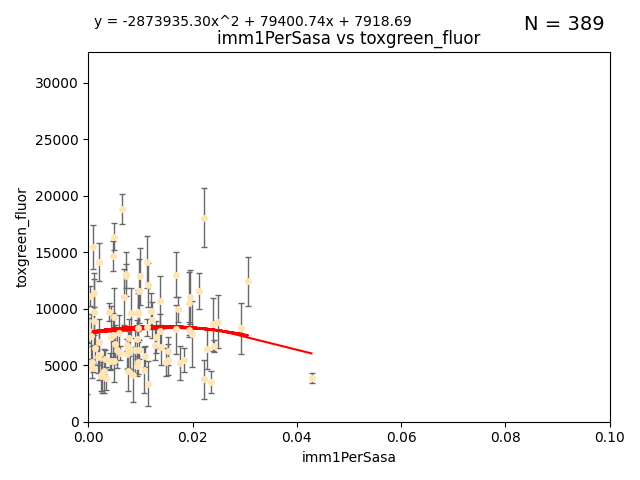 y = -2873935.30x^2 + 79400.74x + 7918.69
N = 389
imm1PerSasa vs toxgreen_fluor
30000
25000
20000
15000
10000
5000
0
toxgreen_fluor
0.00 0.02 0.04 0.06 0.08 0.10
imm1PerSasa